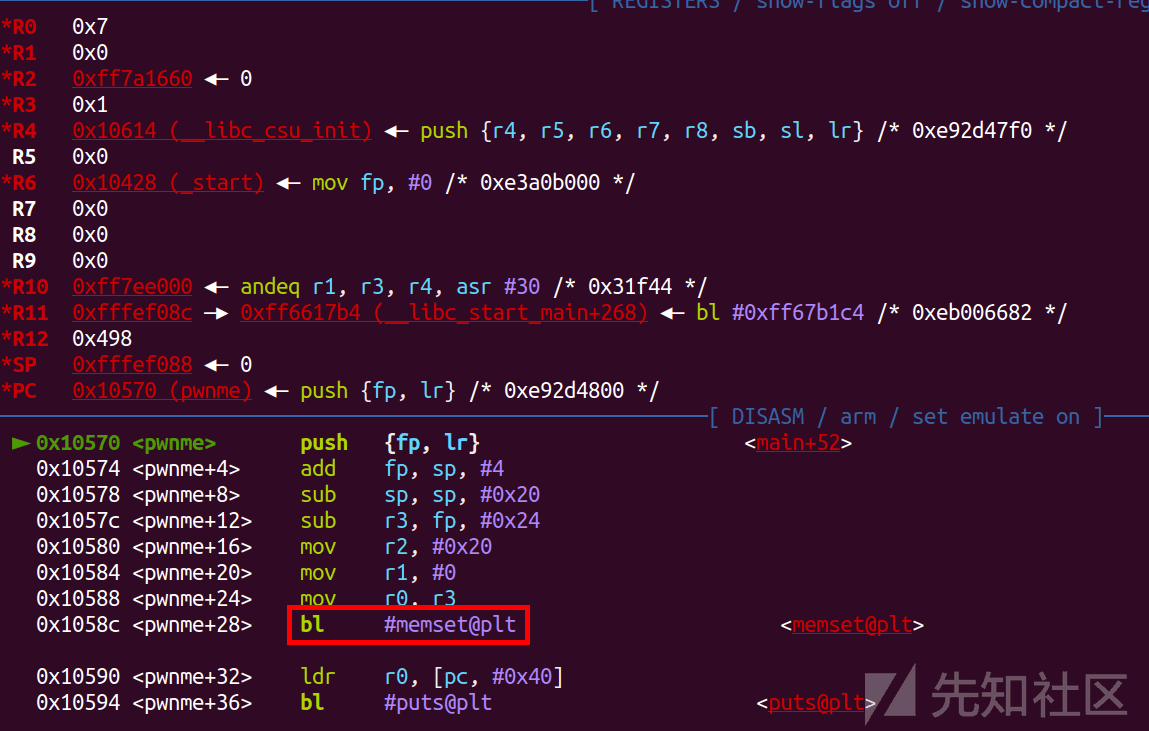 [ REGISTERS / show-flags off / show-compact-reg
*R0 0x7
*R1 0x0
*R2 0xff7a1660 ◂— 0
*R3 0x1
*R4 0x10614 (__libc_csu_init) ◂— push {r4, r5, r6, r7, r8, sb, sl, lr} /* 0xe92d47f0 */
R5 0x0
*R6 0x10428 (_start) ◂— mov fp, #0 /* 0xe3a0b000 */
R7 0x0
R8 0x0
R9 0x0
*R10 0xff7ee000 ◂— andeq r1, r3, r4, asr #30 /* 0x31f44 */
*R11 0xfffef08c —▸ 0xff6617b4 (__libc_start_main+268) ◂— bl #0xff67b1c4 /* 0xeb006682 */
*R12 0x498
*SP 0xfffef088 ◂— 0
*PC 0x10570 (pwnme) ◂— push {fp, lr} /* 0xe92d4800 */
[ DISASM / arm / set emulate on ]
► 0x10570 <pwnme> push {fp, lr} <main+52>
0x10574 <pwnme+4> add fp, sp, #4
0x10578 <pwnme+8> sub sp, sp, #0x20
0x1057c <pwnme+12> sub r3, fp, #0x24
0x10580 <pwnme+16> mov r2, #0x20
0x10584 <pwnme+20> mov r1, #0
0x10588 <pwnme+24> mov r0, r3
0x1058c <pwnme+28> bl #memset@plt <memset@plt>
0x10590 <pwnme+32> ldr r0, [pc, #0x40]
0x10594 <pwnme+36> bl #puts@plt <puts@plt>
先知社区